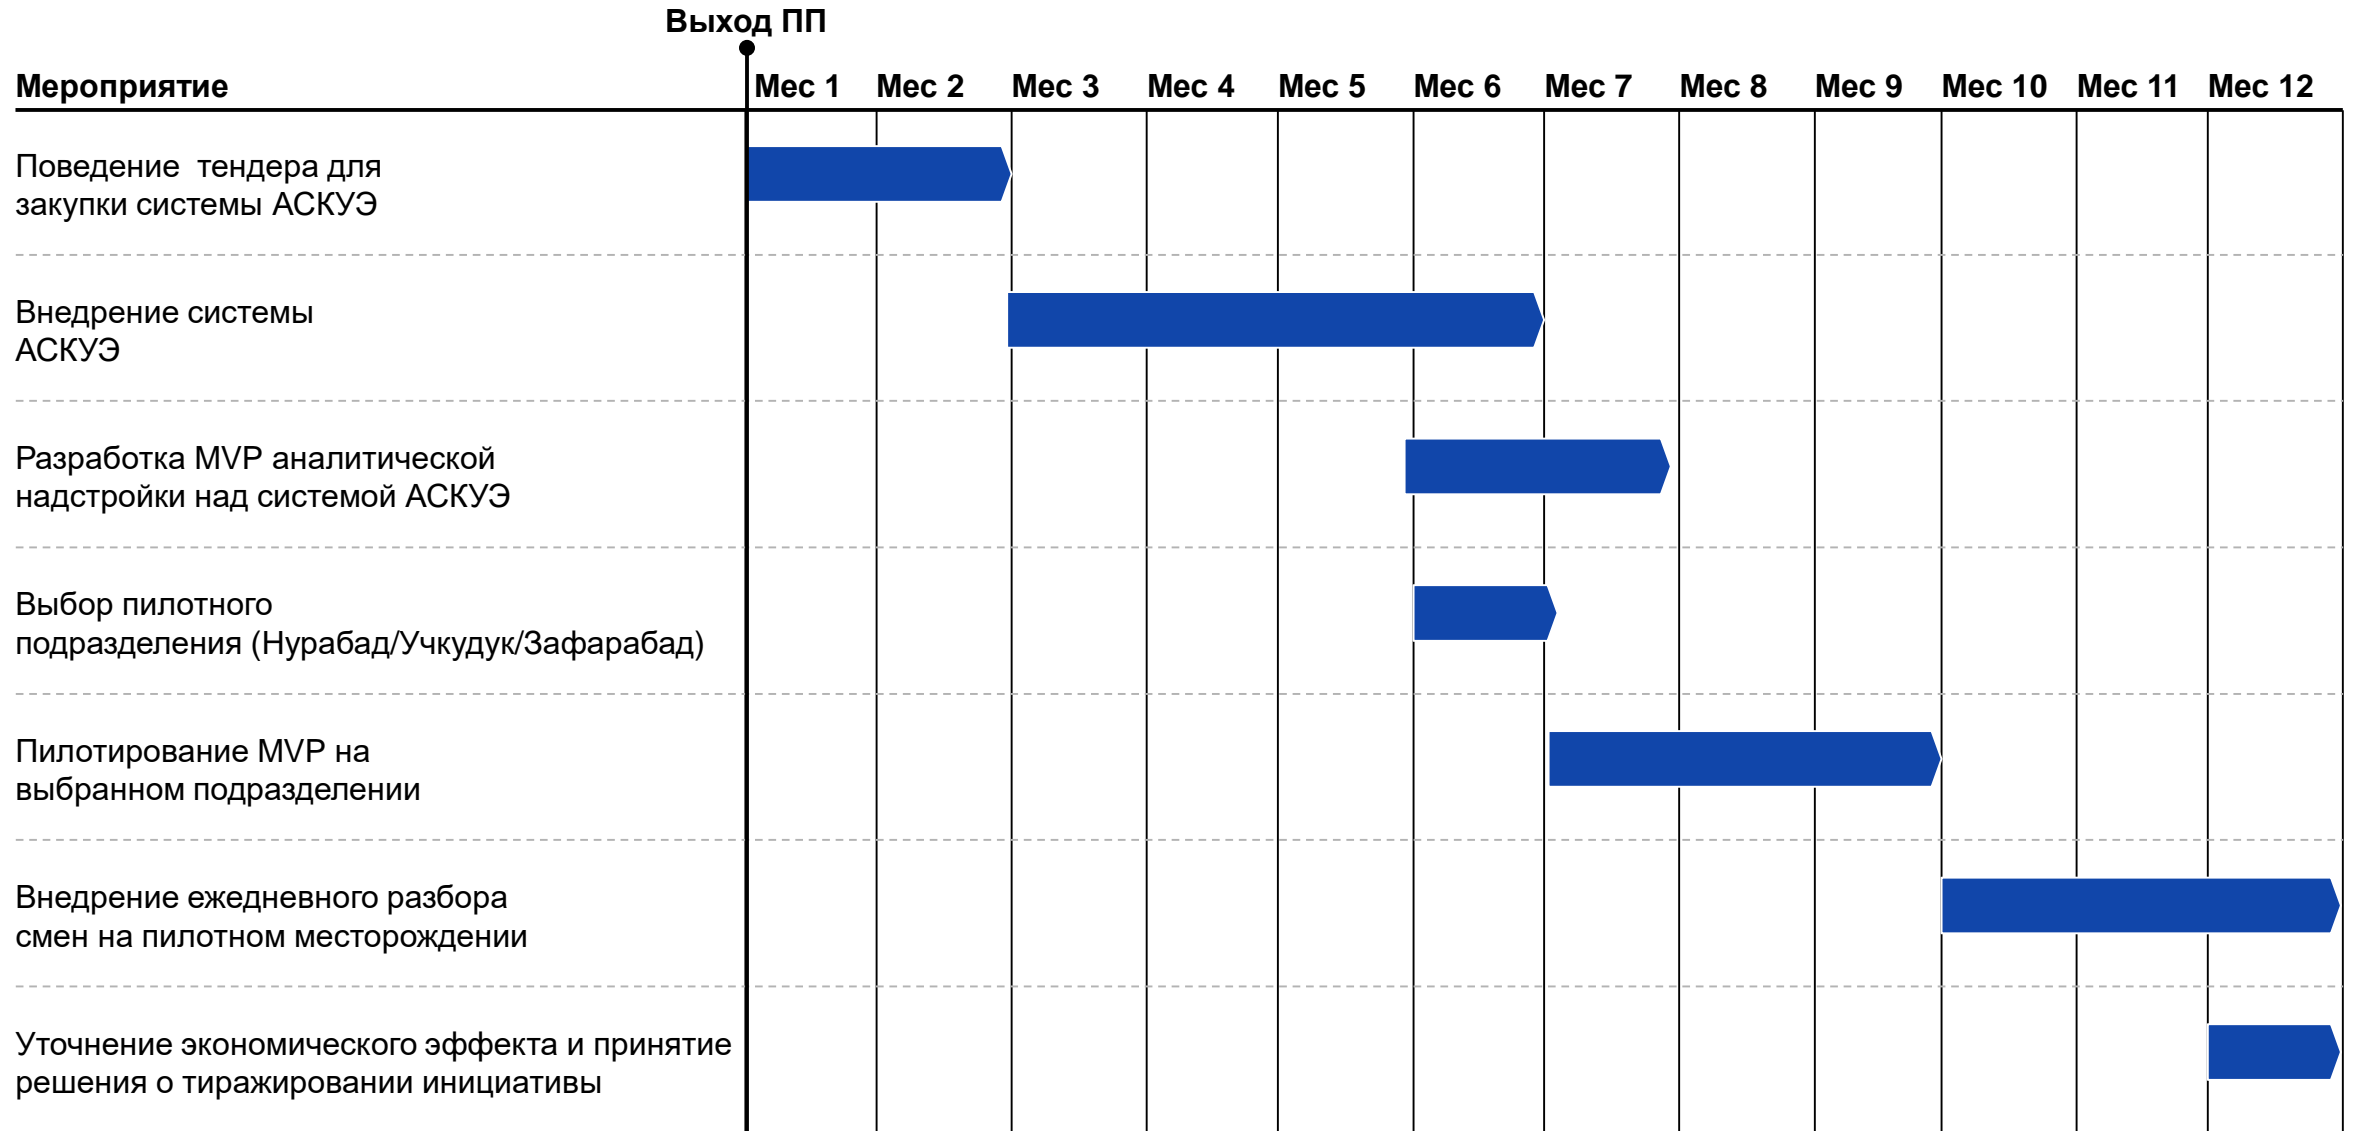 Выход ПП
Мероприятие Мес 1 Мес 2 Мес 3 Мес 4 Мес 5 Мес 6 Мес 7 Мес 8 Мес 9 Мес 10 Мес 11 Мес 12
Поведение  тендера для
закупки системы АСКУЭ
Внедрение системы
АСКУЭ
Разработка MVP аналитической
надстройки над системой АСКУЭ
Выбор пилотного
подразделения (Нурабад/Учкудук/Зафарабад)
Пилотирование MVP на
выбранном подразделении
Внедрение ежедневного разбора
смен на пилотном месторождении
Уточнение экономического эффекта и принятие
решения о тиражировании инициативы